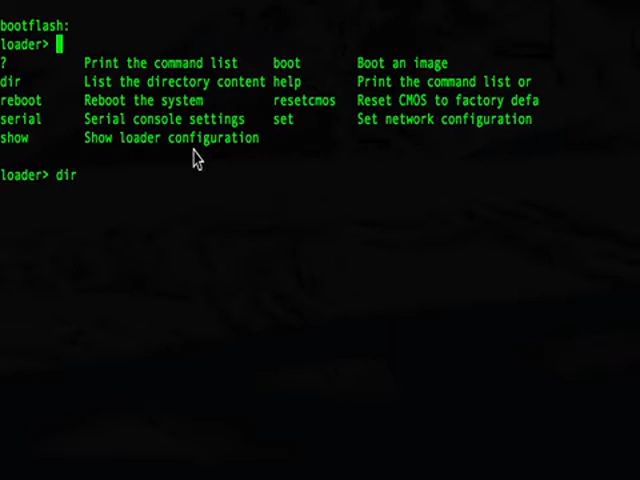 bootflash:
loader>
? Print the command list boot Boot an image
dir List the directory content help Print the command list or
reboot Reboot the system resetcmos Reset CMOS to factory defa
serial Serial console settings set Set network configuration
show Show loader configuration
loader> dir